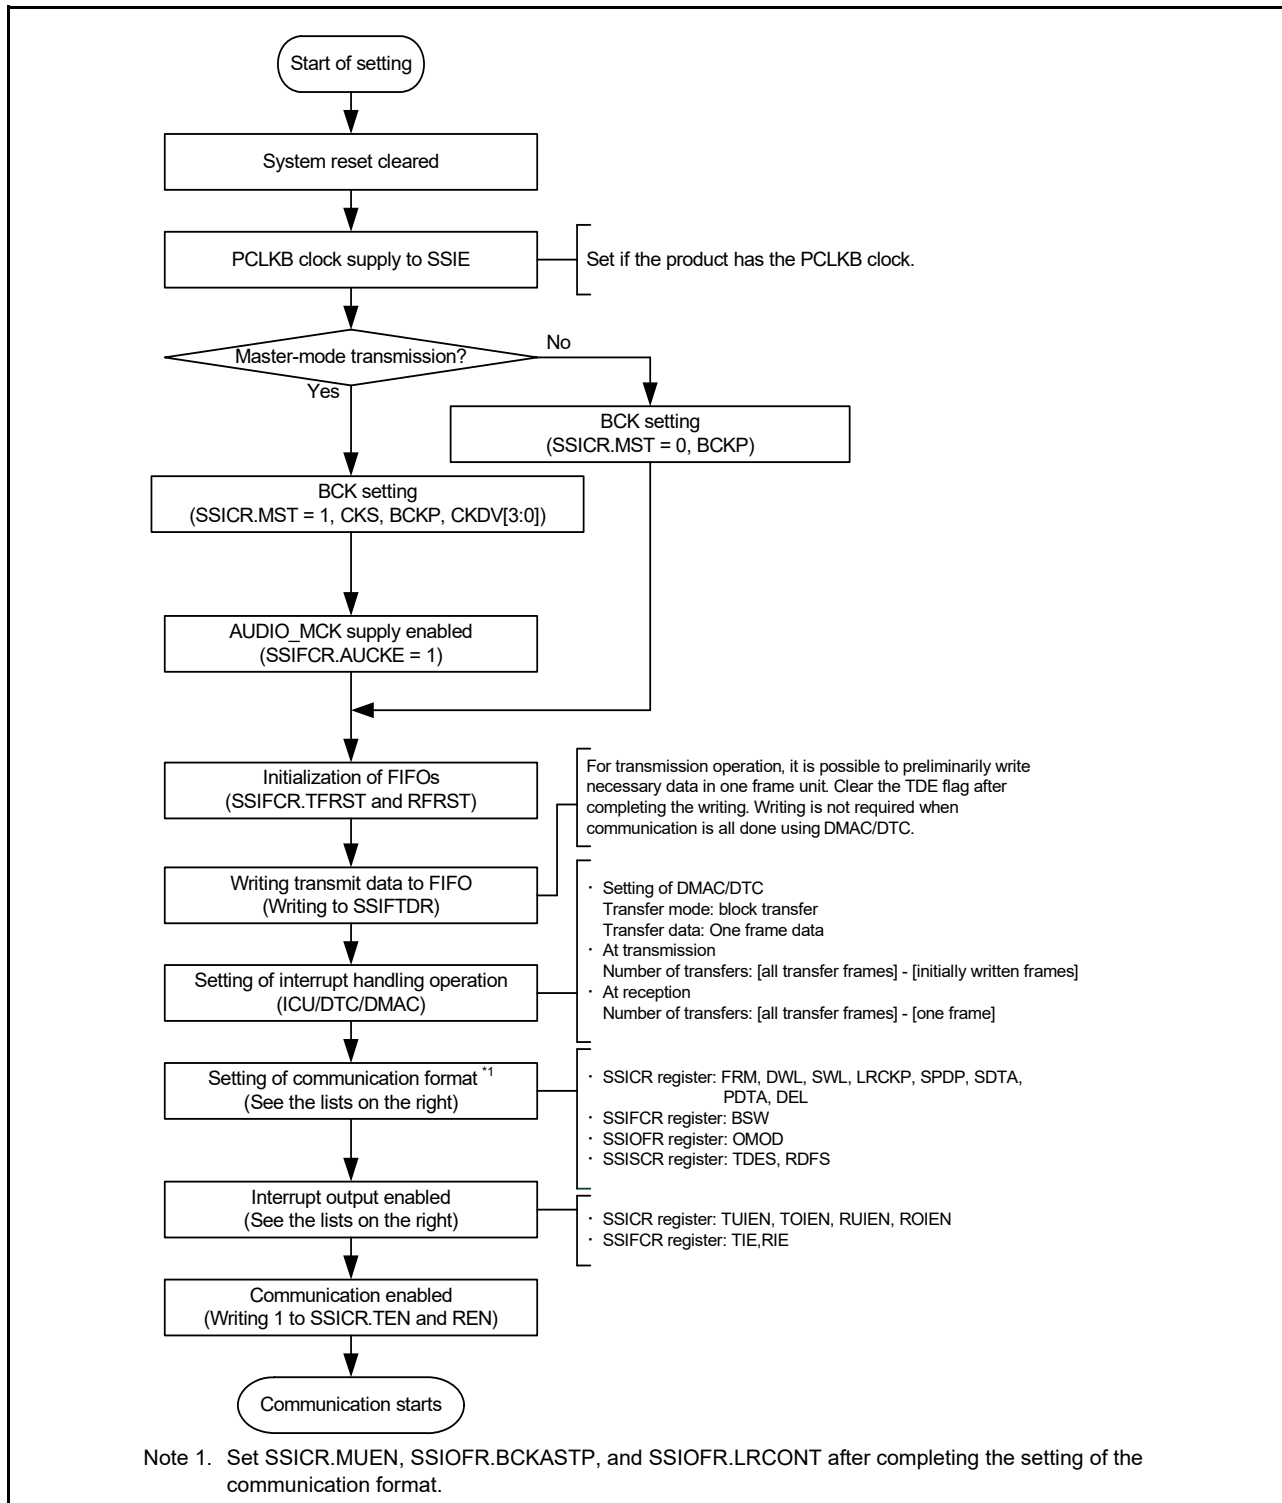 Start of setting
System reset cleared
PCLKB clock supply to SSIE
Set if the product has the PCLKB clock.
Master-mode transmission?
No
Yes
BCK setting
(SSICR.MST = 0, BCKP)
BCK setting
(SSICR.MST = 1, CKS, BCKP, CKDV[3:0])
AUDIO_MCK supply enabled
(SSIFCR.AUCKE = 1)
Initialization of FIFOs
(SSIFCR.TFRST and RFRST)
For transmission operation, it is possible to preliminarily write
necessary data in one frame unit. Clear the TDE flag after
completing the writing. Writing is not required when
communication is all done using DMAC/DTC.
Writing transmit data to FIFO
(Writing to SSIFTDR)
Setting of interrupt handling operation
(ICU/DTC/DMAC)
· Setting of DMAC/DTC
Transfer mode: block transfer
Transfer data: One frame data
· At transmission
Number of transfers: [all transfer frames] - [initially written frames]
· At reception
Number of transfers: [all transfer frames] - [one frame]
Setting of communication format *1
(See the lists on the right)
· SSICR register: FRM, DWL, SWL, LRCKP, SPDP, SDTA,
PDTA, DEL
· SSIFCR register: BSW
· SSIOFR register: OMOD
· SSISCR register: TDES, RDFS
Interrupt output enabled
(See the lists on the right)
· SSICR register: TUIEN, TOIEN, RUIEN, ROIEN
· SSIFCR register: TIE,RIE
Communication enabled
(Writing 1 to SSICR.TEN and REN)
Communication starts
Note 1. Set SSICR.MUEN, SSIOFR.BCKASTP, and SSIOFR.LRCONT after completing the setting of the
communication format.